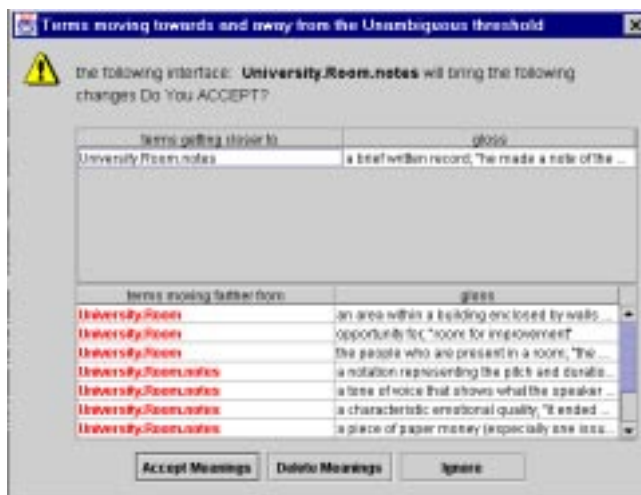 Terms moving towards and away from the Unambiguous threshold
the following interface: University.Room.notes will bring the following
changes Do You ACCEPT?
terms getting closer to gloss
University.Room.notes a brief written record; "he made a note of the ...
terms moving farther from gloss
University.Room an area within a building enclosed by walls ...
University.Room opportunity for; "room for improvement"
University.Room the people who are present in a room; "the ...
University.Room.notes a notation representing the pitch and duratio...
University.Room.notes a tone of voice that shows what the speaker ...
University.Room.notes a characteristic emotional quality; "it ended ...
University.Room.notes a piece of paper money (especially one issu...
Accept Meanings Delete Meanings Ignore